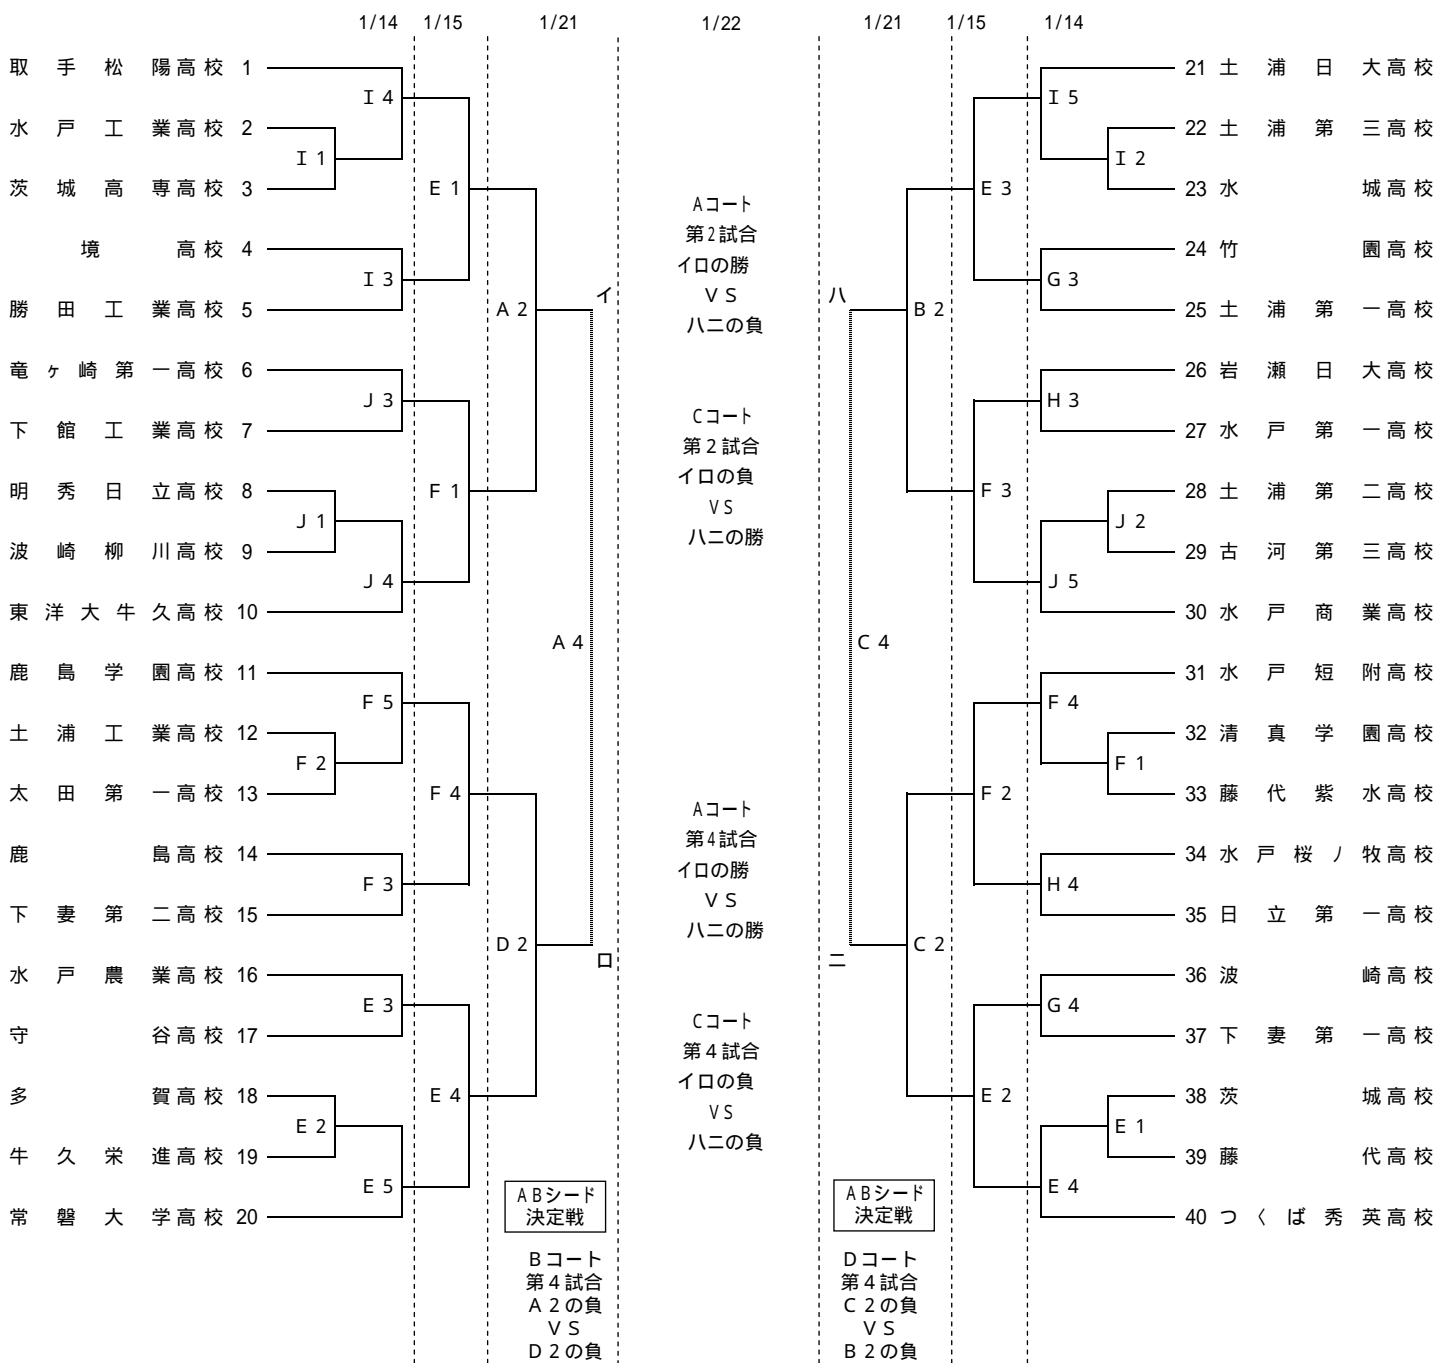 1/14 1/15 1/21 1/22 1/21 1/15 1/14
取手松陽高校 1
水戸工業高校 2
茨城高専高校 3
境高校 4
勝田工業高校 5
竜ヶ崎第一高校 6
下館工業高校 7
明秀日立高校 8
波崎柳川高校 9
東洋大牛久高校 10
鹿島学園高校 11
土浦工業高校 12
太田第一高校 13
鹿島高校 14
下妻第二高校 15
水戸農業高校 16
守谷高校 17
多賀高校 18
牛久栄進高校 19
常磐大学高校 20
I 4
I 1
I 3
J 3
J 1
J 4
F 5
F 2
F 3
E 3
E 2
E 5
E 1
F 1
F 4
E 4
A 2
D 2
イ
A 4
ロ
ABシード
決定戦
Bコート
第4試合
A2の負
VS
D2の負
Aコート
第2試合
イロの勝
VS
ハニの負
Cコート
第2試合
イロの負
VS
ハニの勝
Aコート
第4試合
イロの勝
VS
ハニの勝
Cコート
第4試合
イロの負
VS
ハニの負
ハ
C 4
ニ
B 2
C 2
ABシード
決定戦
Dコート
第4試合
C2の負
VS
B2の負
E 3
F 3
F 2
E 2
I 5
I 2
G 3
H 3
J 2
J 5
F 4
F 1
H 4
G 4
E 1
E 4
21 土浦日大高校
22 土浦第三高校
23 水城高校
24 竹園高校
25 土浦第一高校
26 岩瀬日大高校
27 水戸第一高校
28 土浦第二高校
29 古河第三高校
30 水戸商業高校
31 水戸短附高校
32 清真学園高校
33 藤代紫水高校
34 水戸桜ノ牧高校
35 日立第一高校
36 波崎高校
37 下妻第一高校
38 茨城高校
39 藤代高校
40 つくば秀英高校